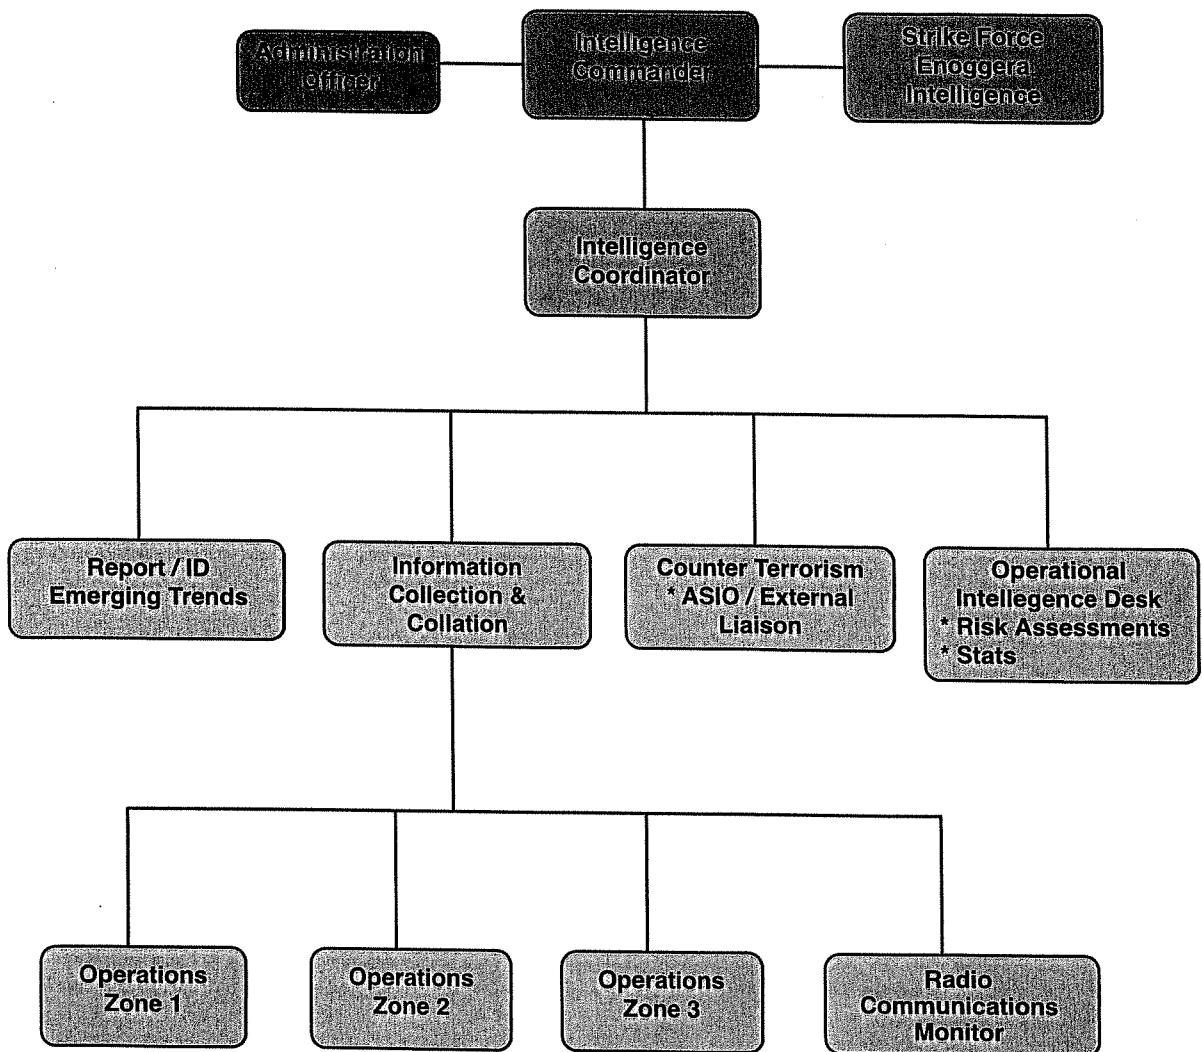 Administration
Officer
Intelligence
Commander
Strike Force
Enoggera
Intelligence
Intelligence
Coordinator
Report / ID
Emerging Trends
Information
Collection &
Collation
Counter Terrorism
* ASIO / External
Liaison
Operational
Intellegence Desk
* Risk Assessments
* Stats
Operations
Zone 1
Operations
Zone 2
Operations
Zone 3
Radio
Communications
Monitor